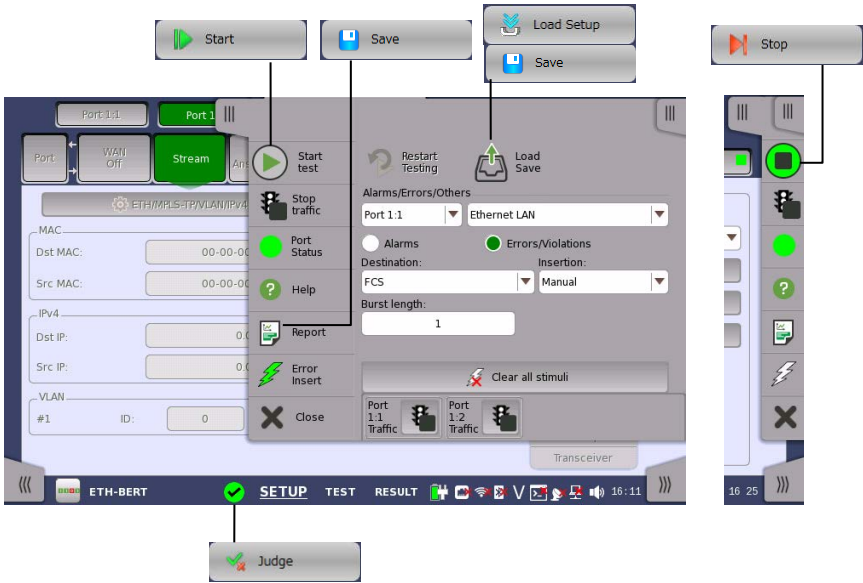 Start
Save
Load Setup
Save
Stop
Port 1:1
Port 1
Port
WAN
Off
Stream
Start
test
Restart
Testing
Load
Save
Stop
traffic
Alarms/Errors/Others
Port 1:1
Ethernet LAN
ETH/MPLS-TP/VLAN/IPv4
Port
Status
Alarms
Errors/Violations
MAC
Dst MAC:
00-00-00
Destination:
Insertion:
Help
FCS
Manual
Src MAC:
00-00-00
Burst length:
IPv4
Report
1
Dst IP:
0.0
Src IP:
0.0
Error
Insert
Clear all stimuli
VLAN
#1
ID:
0
Close
Port
1:1
Traffic
Port
1:2
Traffic
Transceiver
ETH-BERT
SETUP
TEST
RESULT
16:11
16 25
Judge